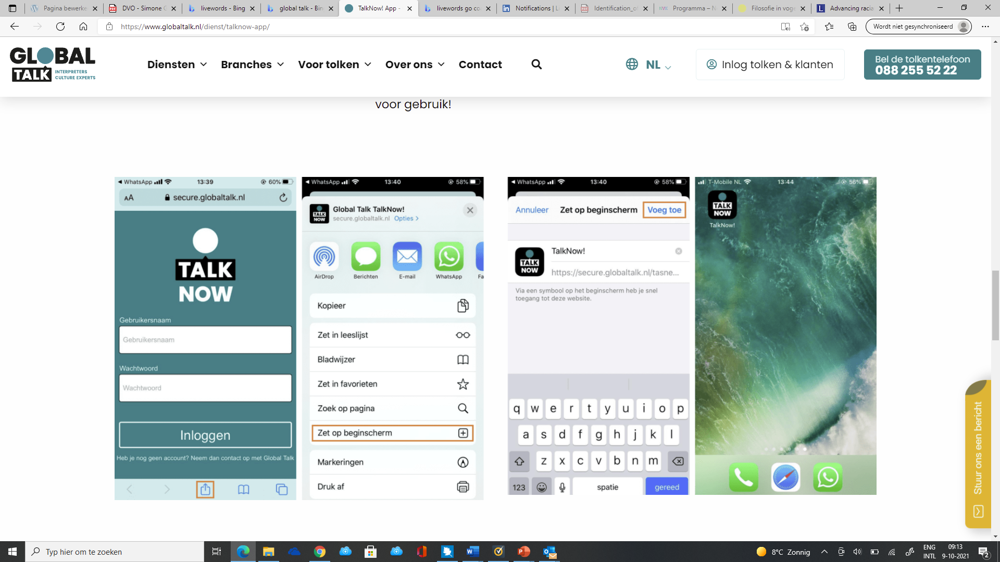 Pagina bewerke
DVO - Simone G
livewords - Bing
global talk - Bin
TalkNow! App -
livewords go co
Notifications | Li
Identification_of
Programma – N
Filosofie in voge
Advancing racia
https://www.globaltalk.nl/dienst/talknow-app/
Wordt niet gesynchroniseerd
GLOBAL
TALK INTERPRETERS
CULTURE EXPERTS
Diensten
Branches
Voor tolken
Over ons
Contact
NL
Inlog tolken & klanten
Bel de tolkentelefoon
088 255 52 22
voor gebruik!
WhatsApp 13:39 60%
AA secure.globaltalk.nl
TALK
NOW
Gebruikersnaam
Gebruikersnaam
Wachtwoord
Wachtwoord
Inloggen
Heb je nog geen account? Neem dan contact op met Global Talk
WhatsApp 13:40 58%
TALK
NOW
Global Talk TalkNow!
secure.globaltalk.nl Opties >
AirDrop Berichten E-mail WhatsApp Fa
Kopieer
Zet in leeslijst
Bladwijzer
Zet in favorieten
Zoek op pagina
Zet op beginscherm
Markeringen
Druk af
WhatsApp 13:40 58%
Annuleer Zet op beginscherm Voeg toe
TALK
NOW
TalkNow!
https://secure.globaltalk.nl/tasne...
Via een symbool op het beginscherm heb je snel
toegang tot deze website.
q w e r t y u i o p
a s d f g h j k l
z x c v b n m
123 spatie gereed
T-Mobile NL 13:44 56%
TALK
NOW
TalkNow!
Stuur ons een bericht
Typ hier om te zoeken
8°C Zonnig
ENG
INTL
09:13
9-10-2021
2